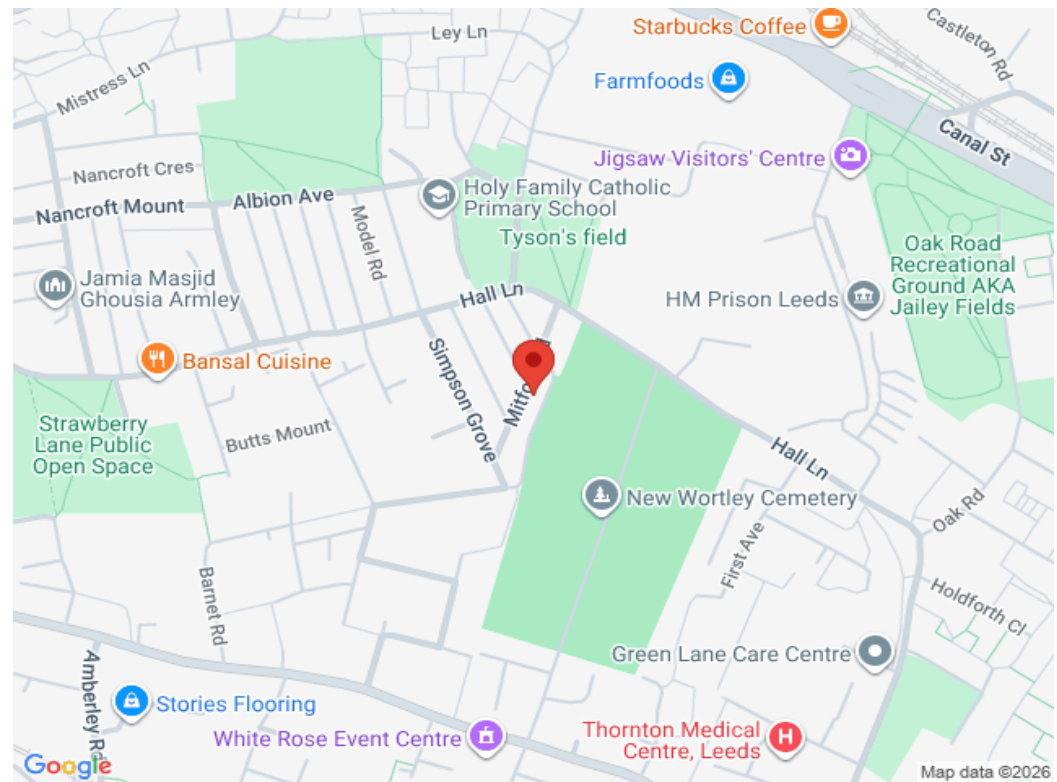 Ley Ln
Starbucks Coffee
Castleton Rd
Mistress Ln
Farmfoods
Canal St
Jigsaw Visitors' Centre
Nancroft Cres
Holy Family Catholic
Primary School
Nancroft Mount
Albion Ave
Model Rd
Tyson's field
Oak Road
Recreational
Ground AKA
Jailey Fields
Jamia Masjid
Ghousia Armley
Hall Ln
HM Prison Leeds
Bansal Cuisine
Simpson Grove
Strawberry
Lane Public
Open Space
Butts Mount
Hall Ln
New Wortley Cemetery
Oak Rd
First Ave
Barnet Rd
Holdforth Cl
Green Lane Care Centre
Amberley Rd
Stories Flooring
White Rose Event Centre
Thornton Medical
Centre, Leeds
Google
Map data ©2026